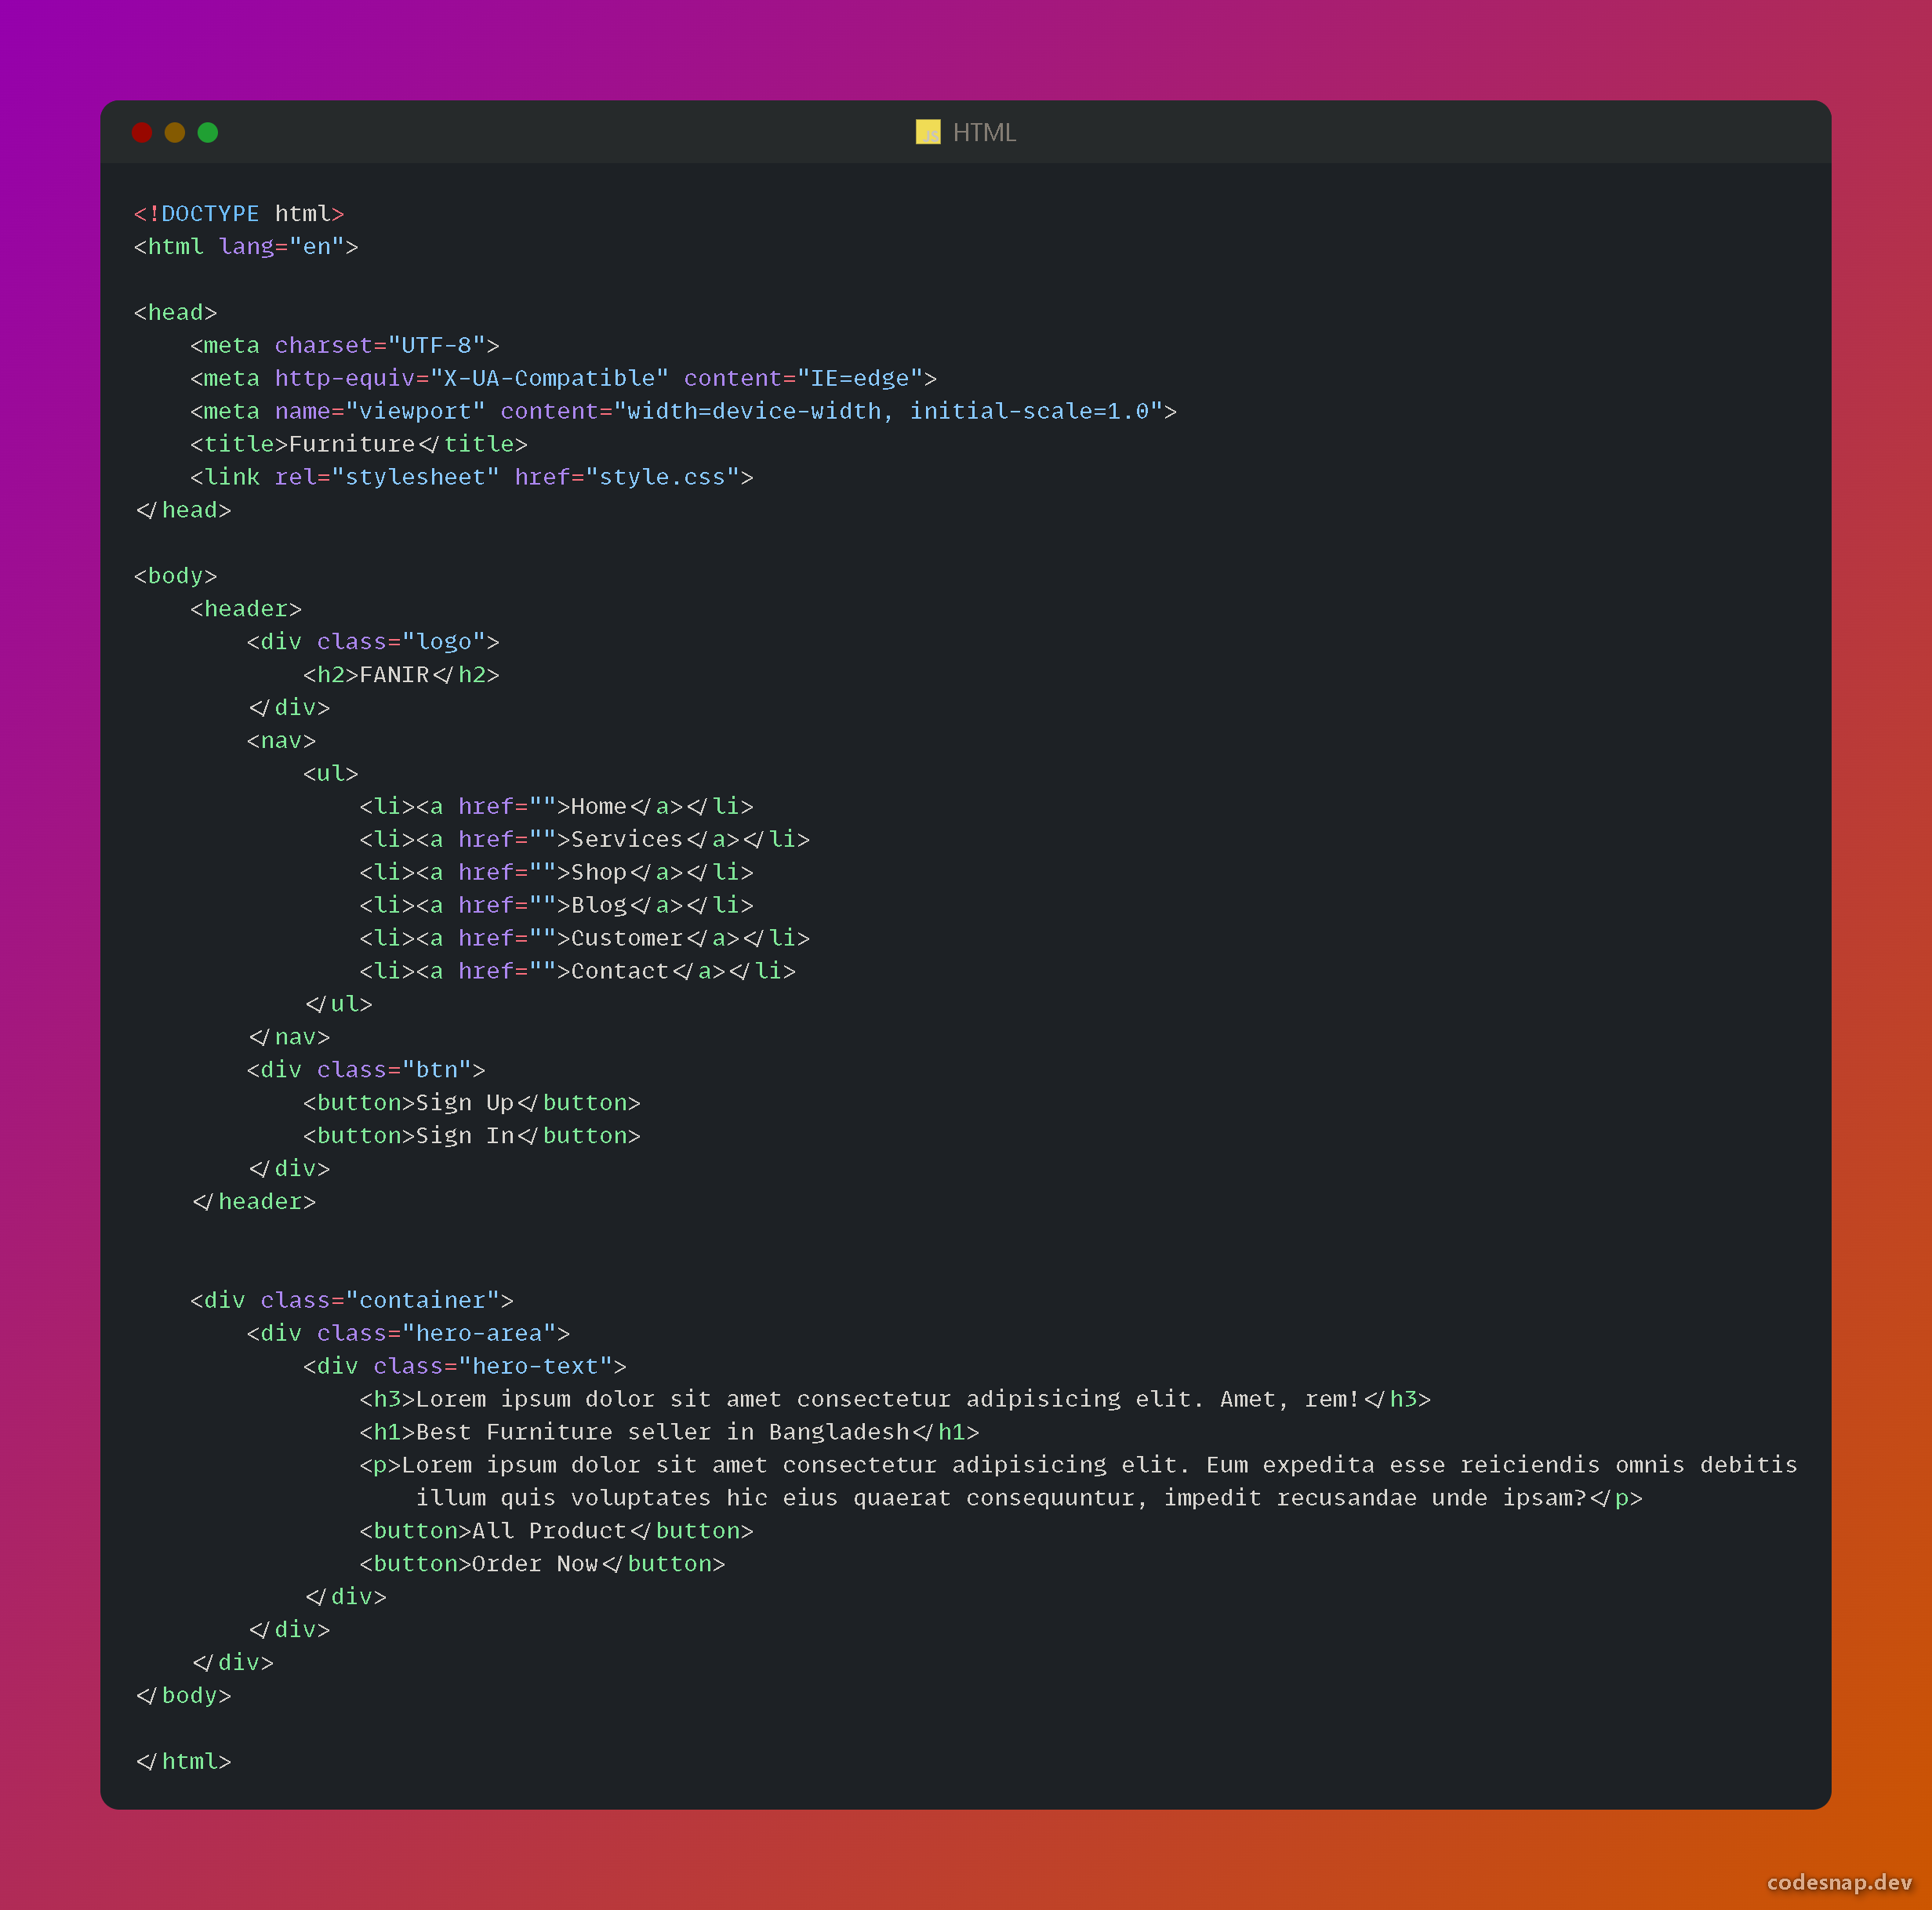 JS HTML
<!DOCTYPE html>
<html lang="en">
<head>
    <meta charset="UTF-8">
    <meta http-equiv="X-UA-Compatible" content="IE=edge">
    <meta name="viewport" content="width=device-width, initial-scale=1.0">
    <title>Furniture</title>
    <link rel="stylesheet" href="style.css">
</head>
<body>
    <header>
        <div class="logo">
            <h2>FANIR</h2>
        </div>
        <nav>
            <ul>
                <li><a href="">Home</a></li>
                <li><a href="">Services</a></li>
                <li><a href="">Shop</a></li>
                <li><a href="">Blog</a></li>
                <li><a href="">Customer</a></li>
                <li><a href="">Contact</a></li>
            </ul>
        </nav>
        <div class="btn">
            <button>Sign Up</button>
            <button>Sign In</button>
        </div>
    </header>
    <div class="container">
        <div class="hero-area">
            <div class="hero-text">
                <h3>Lorem ipsum dolor sit amet consectetur adipisicing elit. Amet, rem!</h3>
                <h1>Best Furniture seller in Bangladesh</h1>
                <p>Lorem ipsum dolor sit amet consectetur adipisicing elit. Eum expedita esse reiciendis omnis debitis
                    illum quis voluptates hic eius quaerat consequuntur, impedit recusandae unde ipsam?</p>
                <button>All Product</button>
                <button>Order Now</button>
            </div>
        </div>
    </div>
</body>
</html>
codesnap.dev